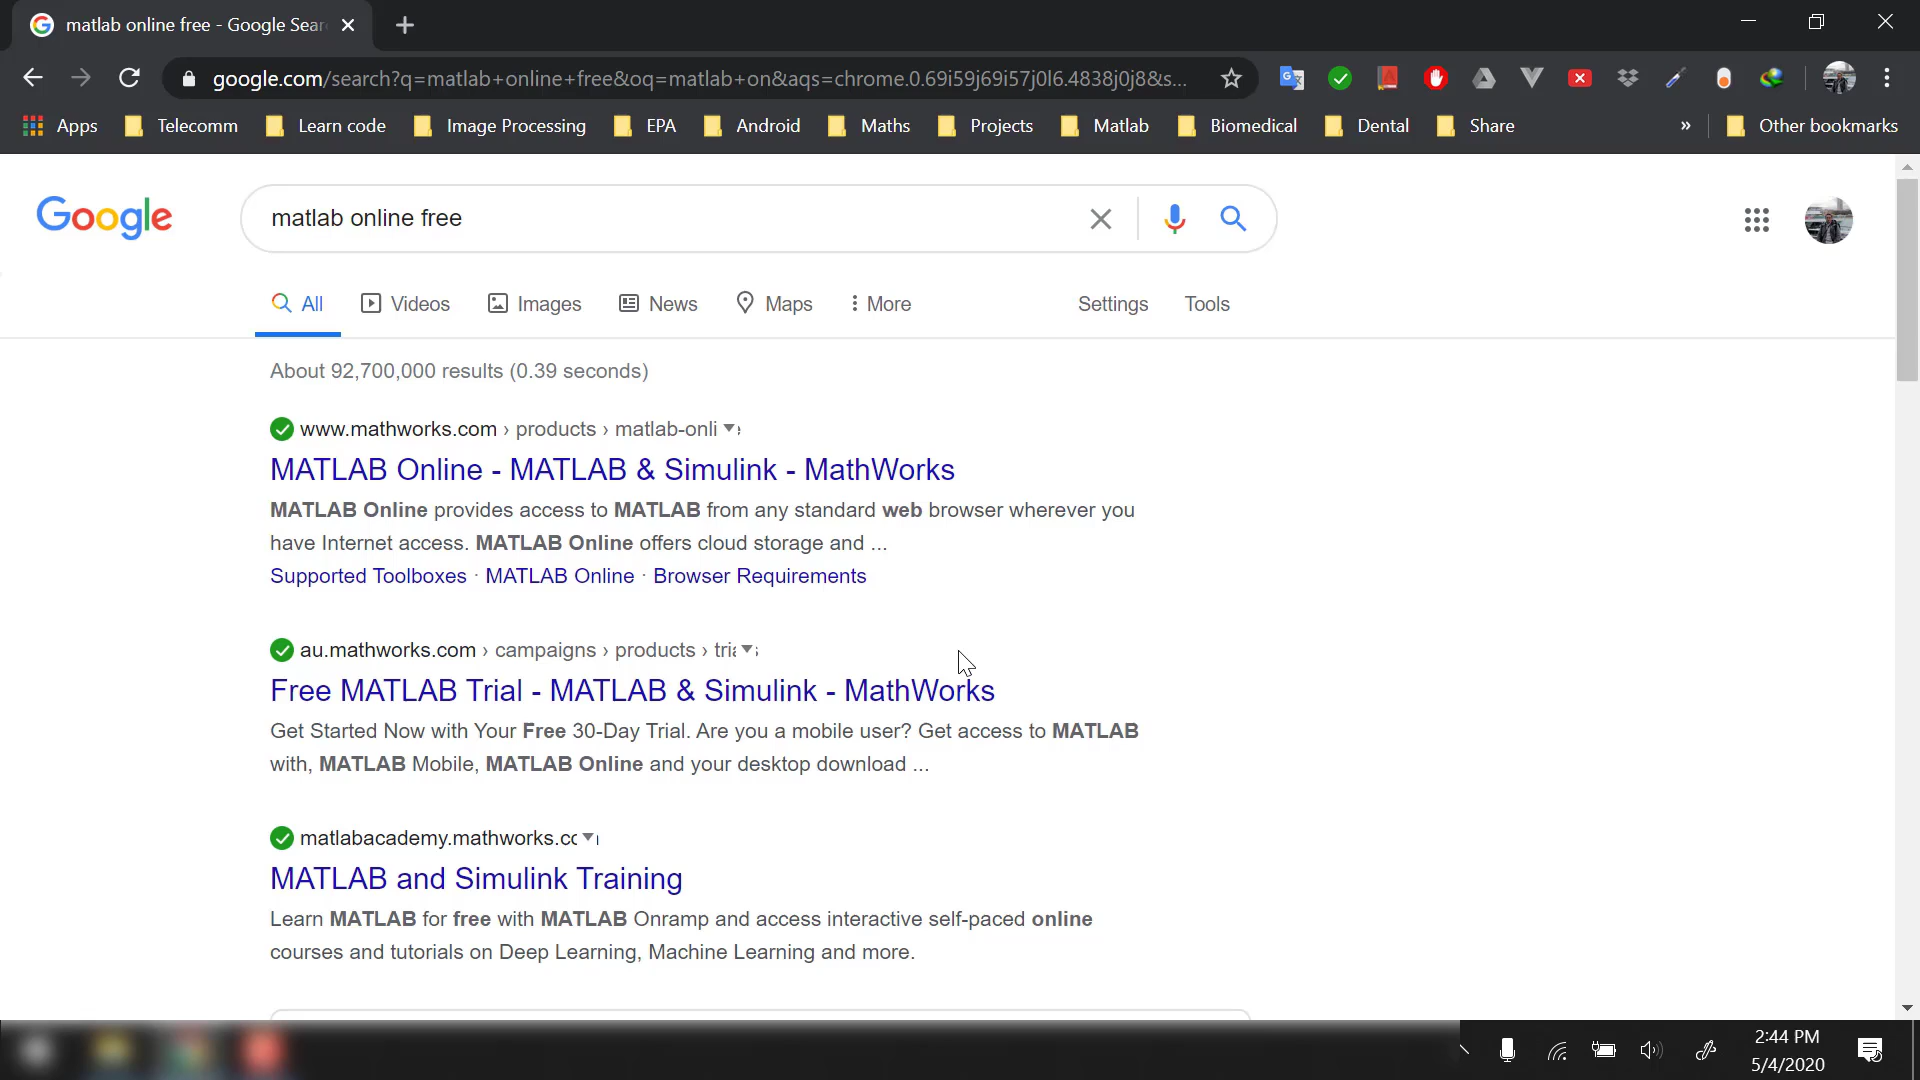 matlab online free - Google Sear
google.com/search?q=matlab+online+free&oq=matlab+on&aqs=chrome.0.69i59j69i57j0l6.4838j0j8&s...
Apps Telecomm Learn code Image Processing EPA Android Maths Projects Matlab Biomedical Dental Share » Other bookmarks
Google
matlab online free
All Videos Images News Maps More Settings Tools
About 92,700,000 results (0.39 seconds)
www.mathworks.com › products › matlab-onli
MATLAB Online - MATLAB & Simulink - MathWorks
MATLAB Online provides access to MATLAB from any standard web browser wherever you
have Internet access. MATLAB Online offers cloud storage and ...
Supported Toolboxes · MATLAB Online · Browser Requirements
au.mathworks.com › campaigns › products › tria
Free MATLAB Trial - MATLAB & Simulink - MathWorks
Get Started Now with Your Free 30-Day Trial. Are you a mobile user? Get access to MATLAB
with, MATLAB Mobile, MATLAB Online and your desktop download ...
matlabacademy.mathworks.co
MATLAB and Simulink Training
Learn MATLAB for free with MATLAB Onramp and access interactive self-paced online
courses and tutorials on Deep Learning, Machine Learning and more.
2:44 PM
5/4/2020